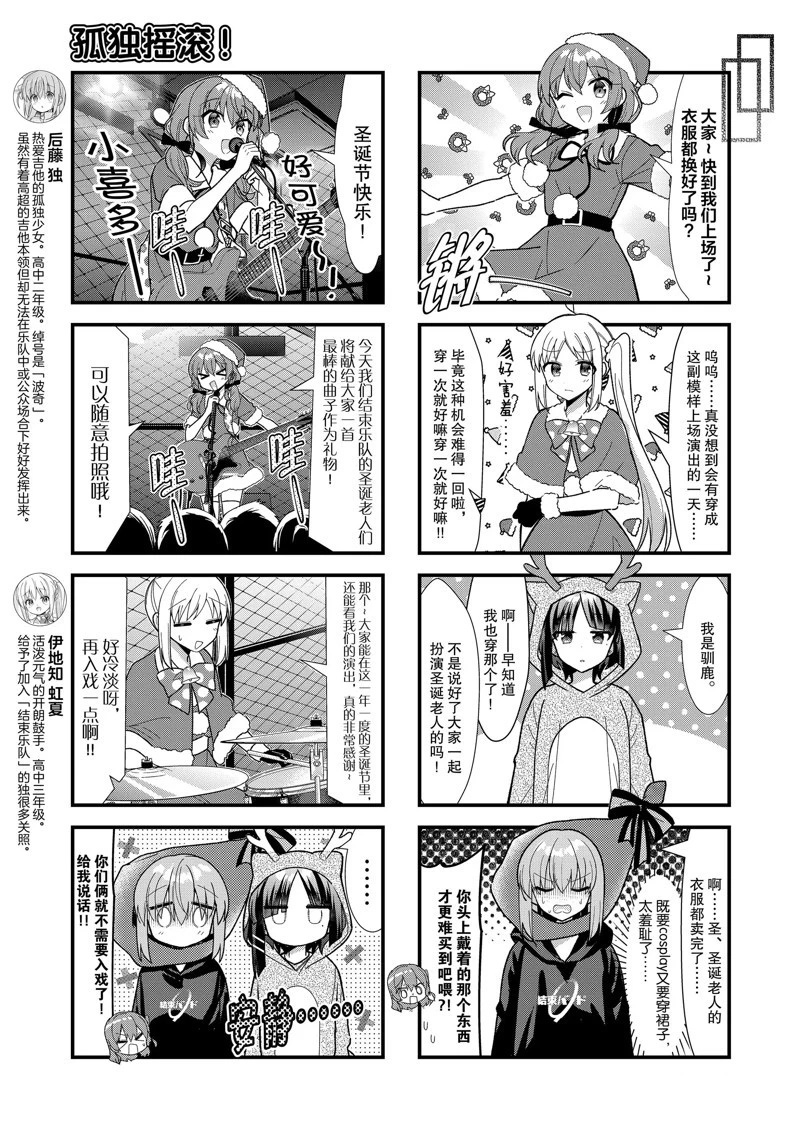 孤独摇滚！
后藤 独
热爱吉他的孤独少女。高中二年级。绰号是「波奇」。
虽然有着高超的吉他本领但却无法在乐队中或公众场合下好好发挥出来。
伊地知 虹夏
活泼元气的开朗鼓手。高中三年级。
给予了加入「结束乐队」的独很多关照。
大家～快到我们上场了～
衣服都换好了吗？
锵锵
呜呜……真没想到会有穿成
这副模样上场演出的一天……
好害羞……
毕竟这种机会难得一回啦，
穿一次就好嘛穿一次就好嘛!!
我是驯鹿。
啊——早知道
我也穿那个了！
不是说好了大家一起
扮演圣诞老人的吗！
啊……圣、圣诞老人的
衣服都卖完了……
既要cosplay又要穿裙子，
太羞耻了……
你头上戴着的那个东西
才更难买到吧喂?!
結束バンド
圣诞节快乐！
好可爱～！
小喜多——
哇——
哇——
今天我们结束乐队的圣诞老人们
将献给大家一首
最棒的曲子作为礼物！
可以随意拍照哦！
哇——
哇——
那个～大家能在这一年一度的圣诞节里，
还能看我们的演出，真的非常感谢～
好冷淡呀，
再入戏一点啊!!
……
安静……
你们俩就不需要入戏了！
给我说话!!
結束バンド